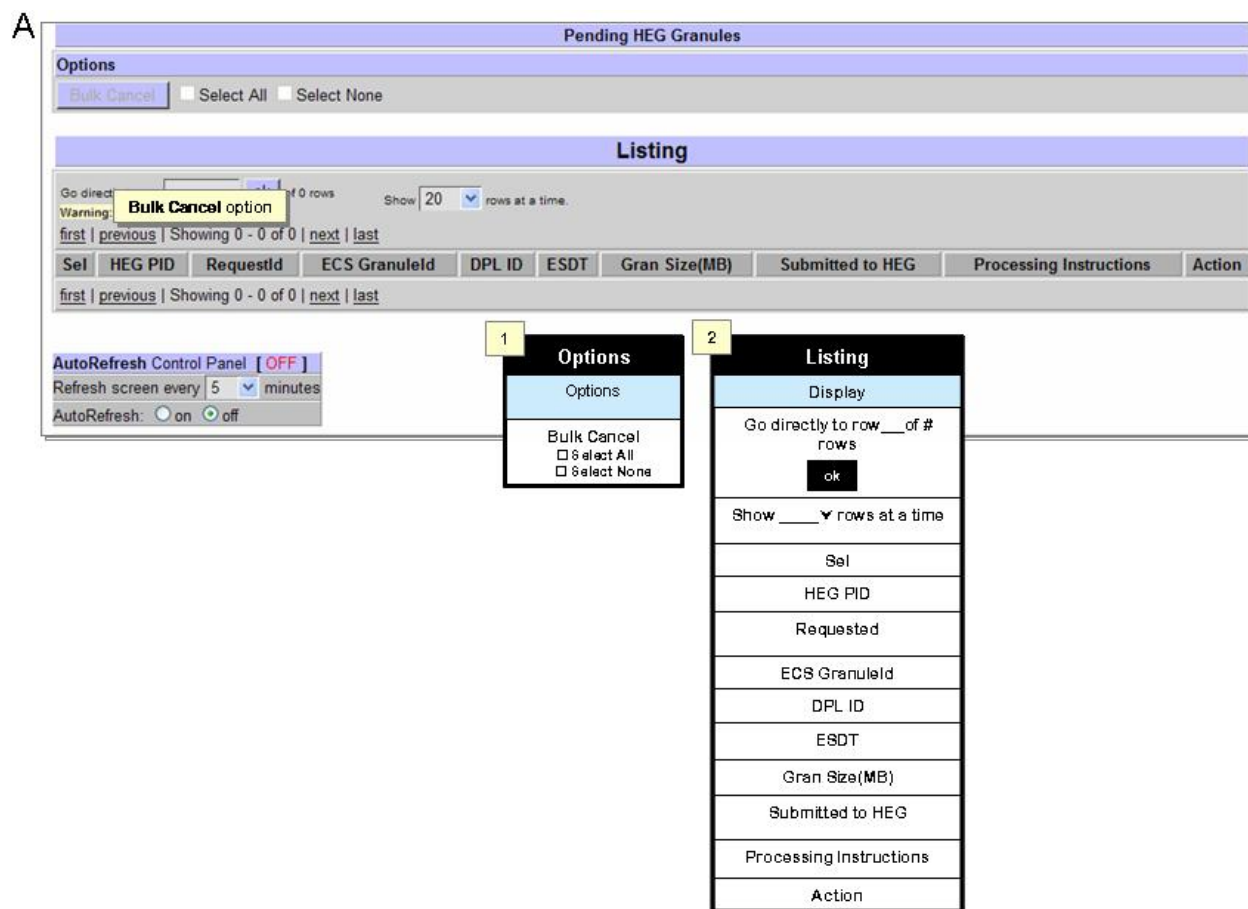 A
Pending HEG Granules
Options
Bulk Cancel Select All Select None
Listing
Go direct of 0 rows Show 20 rows at a time.
Warning: Bulk Cancel option
first | previous | Showing 0 - 0 of 0 | next | last
Sel HEG PID RequestId ECS GranuleId DPL ID ESDT Gran Size(MB) Submitted to HEG Processing Instructions Action
first | previous | Showing 0 - 0 of 0 | next | last
AutoRefresh Control Panel [ OFF ]
Refresh screen every 5 minutes
AutoRefresh: on off
1
Options
Options
Bulk Cancel
Select All
Select None
2
Listing
Display
Go directly to row__of #
rows
ok
Show ____ rows at a time
Sel
HEG PID
Requested
ECS GranuleId
DPL ID
ESDT
Gran Size(MB)
Submitted to HEG
Processing Instructions
Action